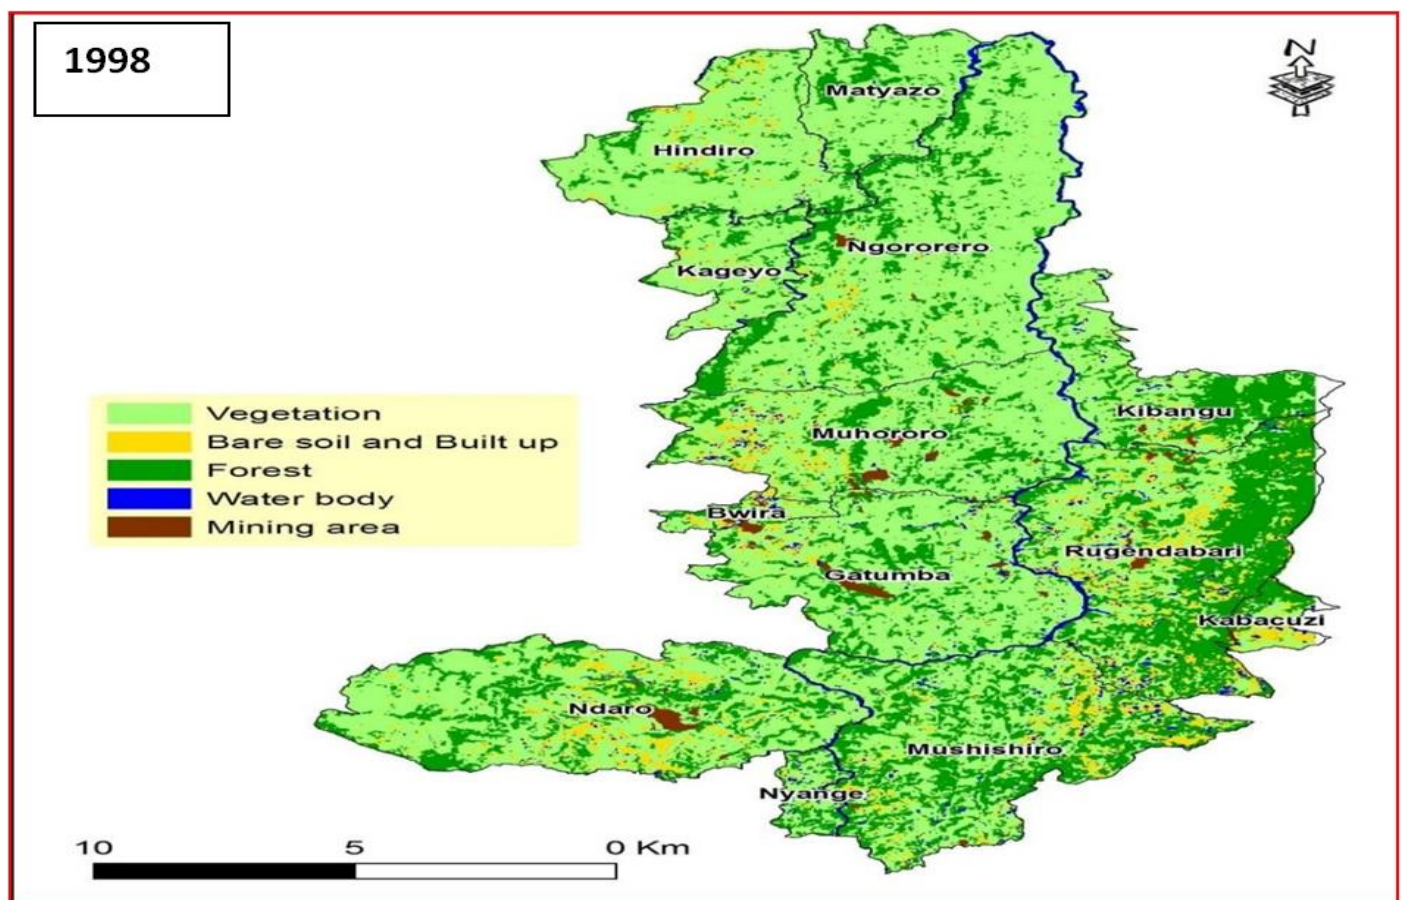 1998
N
Matyazo
Hindiro
Ngororero
Kageyo
Vegetation
Bare soil and Built up
Forest
Water body
Mining area
Kibangu
Muhororo
Bwira
Rugendabari
Gatumba
Kabacuzi
Ndaro
Mushishiro
Nyange
10 5 0 Km